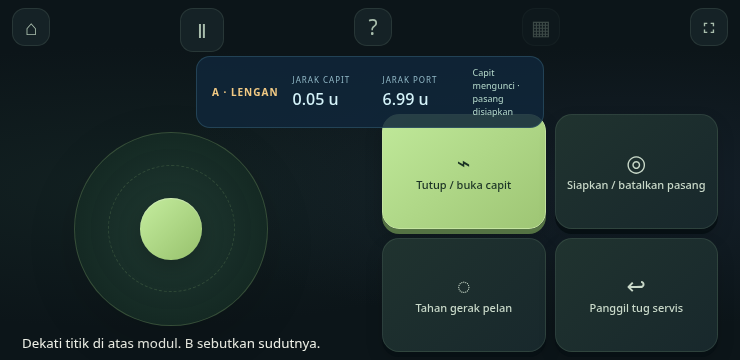 ?
A · LENGAN
JARAK CAPIT
0.05 u
JARAK PORT
6.99 u
Capit
mengunci ·
pasang
disiapkan
Tutup / buka capit
Siapkan / batalkan pasang
Tahan gerak pelan
Panggil tug servis
Dekati titik di atas modul. B sebutkan sudutnya.